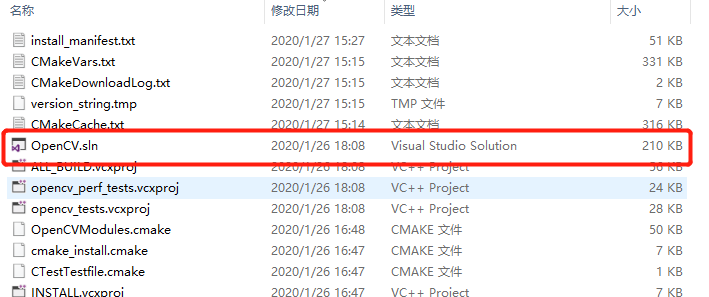 名称 修改日期 类型 大小
install_manifest.txt 2020/1/27 15:27 文本文档 51 KB
CMakeVars.txt 2020/1/27 15:15 文本文档 331 KB
CMakeDownloadLog.txt 2020/1/27 15:15 文本文档 2 KB
version_string.tmp 2020/1/27 15:15 TMP 文件 7 KB
CMakeCache.txt 2020/1/27 15:14 文本文档 316 KB
OpenCV.sln 2020/1/26 18:08 Visual Studio Solution 210 KB
ALL_BUILD.vcxproj 2020/1/26 18:08 VC++ Project 56 KB
opencv_perf_tests.vcxproj 2020/1/26 18:08 VC++ Project 24 KB
opencv_tests.vcxproj 2020/1/26 18:08 VC++ Project 28 KB
OpenCVModules.cmake 2020/1/26 16:48 CMAKE 文件 50 KB
cmake_install.cmake 2020/1/26 16:48 CMAKE 文件 7 KB
CTestTestfile.cmake 2020/1/26 16:48 CMAKE 文件 1 KB
INSTALL.vcxproj 2020/1/26 16:47 VC++ Project 7 KB